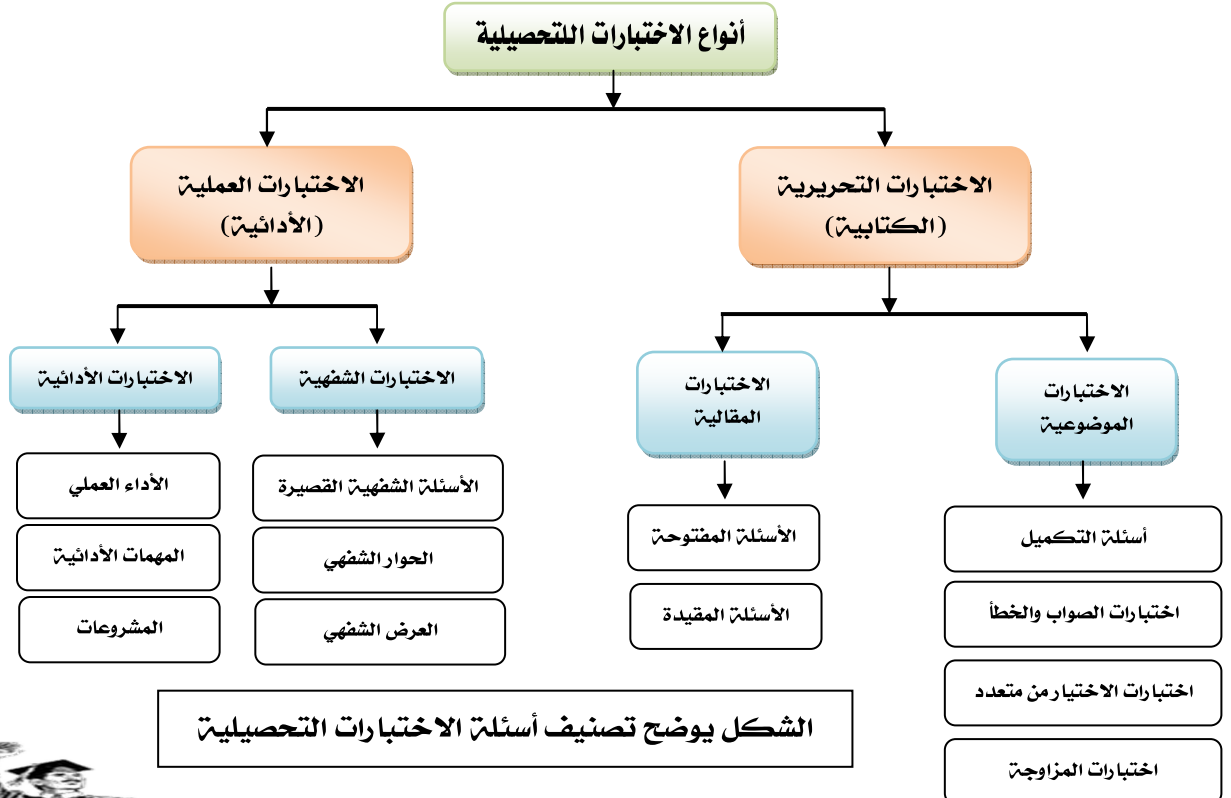 أنواع الاختبارات اللتحصيلية
الاختبارات التحريرية
(الكتابية)
الاختبارات العملية
(الأدائية)
الاختبارات
الموضوعية
الاختبارات
المقالية
الاختبارات الشفهية
الاختبارات الأدائية
أسئلة التكميل
اختبارات الصواب والخطأ
اختبارات الاختيار من متعدد
اختبارات المزاوجة
الأسئلة المفتوحة
الأسئلة المقيدة
الأسئلة الشفهية القصيرة
الحوار الشفهي
العرض الشفهي
الأداء العملي
المهمات الأدائية
المشروعات
الشكل يوضح تصنيف أسئلة الاختبارات التحصيلية